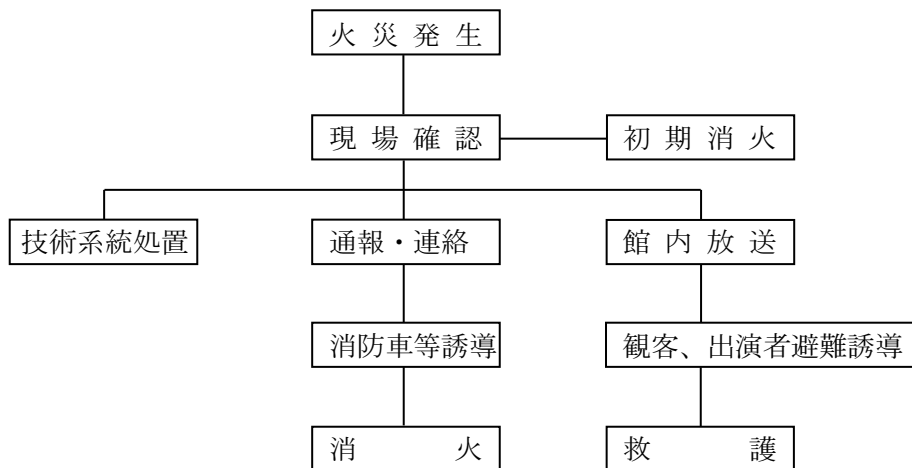 火災発生
現場確認
初期消火
技術系統処置
通報・連絡
館内放送
消防車等誘導
観客、出演者避難誘導
消火
救護